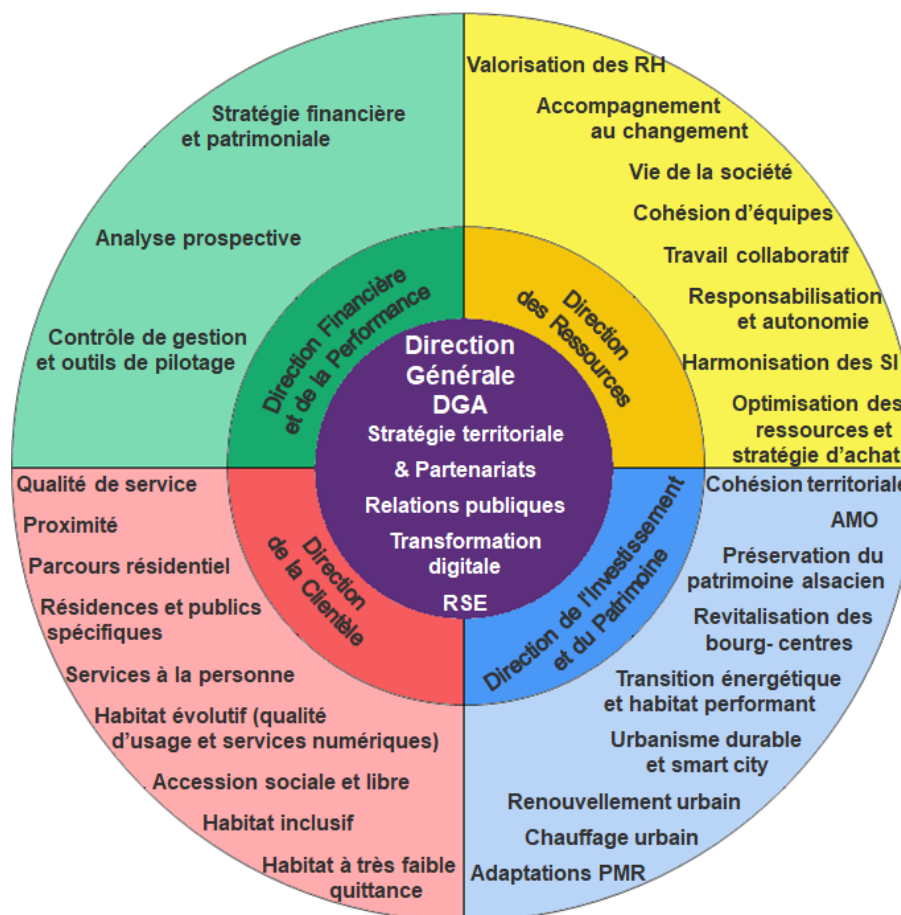 Stratégie financière
et patrimoniale
Analyse prospective
Contrôle de gestion
et outils de pilotage
Direction Financière
et de la Performance
Valorisation des RH
Accompagnement
au changement
Vie de la société
Cohésion d'équipes
Travail collaboratif
Responsabilisation
et autonomie
Harmonisation des SI
Optimisation des
ressources et
stratégie d'achat
Direction
des Ressources
Direction
Générale
DGA
Stratégie territoriale
& Partenariats
Relations publiques
Transformation
digitale
RSE
Qualité de service
Proximité
Parcours résidentiel
Résidences et publics
spécifiques
Services à la personne
Habitat évolutif (qualité
d'usage et services numériques)
Accession sociale et libre
Habitat inclusif
Habitat à très faible
quittance
Direction
de la Clientèle
Direction de l'Investissement
et du Patrimoine
Cohésion territoriale
AMO
Préservation du
patrimoine alsacien
Revitalisation des
bourg- centres
Transition énergétique
et habitat performant
Urbanisme durable
et smart city
Renouvellement urbain
Chauffage urbain
Adaptations PMR